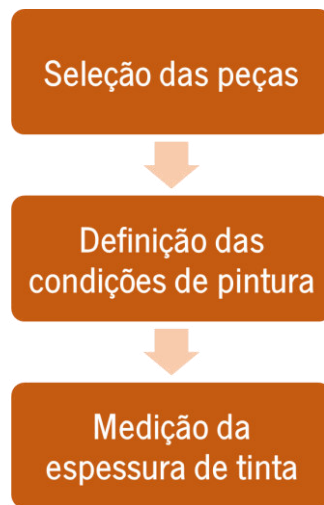 Seleção das peças
Definição das
condições de pintura
Medição da
espessura de tinta